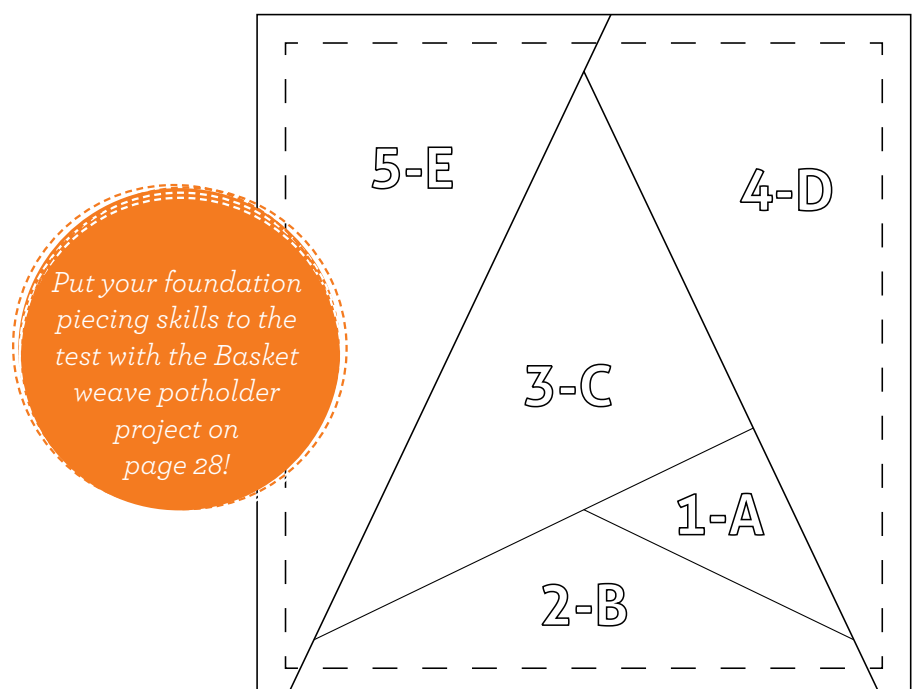 5-E
4-D
Put your foundation
piecing skills to the
test with the Basket
weave potholder
project on
page 28!
3-C
1-A
2-B